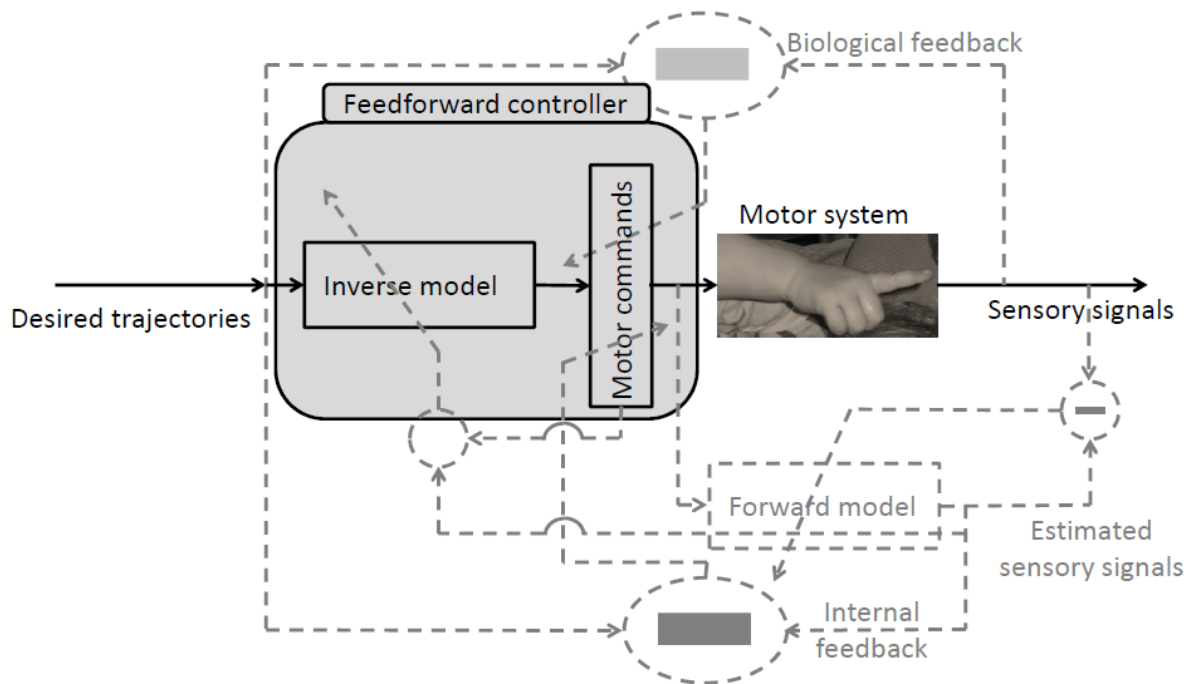 Biological feedback
Feedforward controller
Motor commands
Motor system
Inverse model
Desired trajectories
Sensory signals
Forward model
Estimated
sensory signals
Internal
feedback